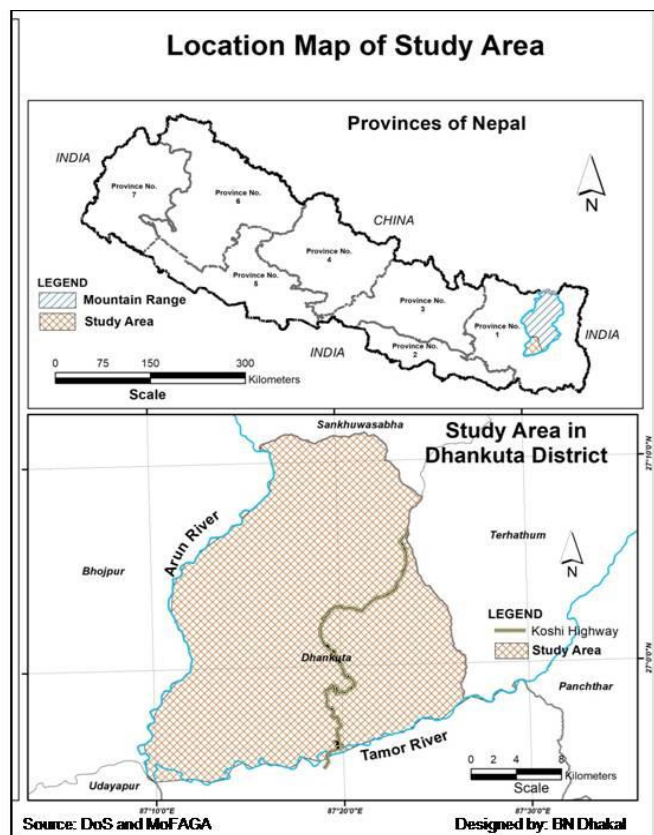 Location Map of Study Area
Provinces of Nepal
INDIA
CHINA
N
Province No.
7
Province No.
6
Province No.
4
Province No.
5
Province No.
3
Province No.
1
Province No.
2
INDIA
INDIA
LEGEND
Mountain Range
Study Area
0 75 150 300
Kilometers
Scale
Sankhuwasabha
Study Area in
Dhankuta District
27°10'0"N
Arun River
Terhathum
Bhojpur
N
LEGEND
Koshi Highway
Study Area
Dhankuta
27°0'0"N
Panchthar
Tamor River
0 2 4 8
Kilometers
Scale
Udayapur
87°10'0"E
87°20'0"E
87°30'0"E
Source: DoS and MoFAGA
Designed by: BN Dhakal